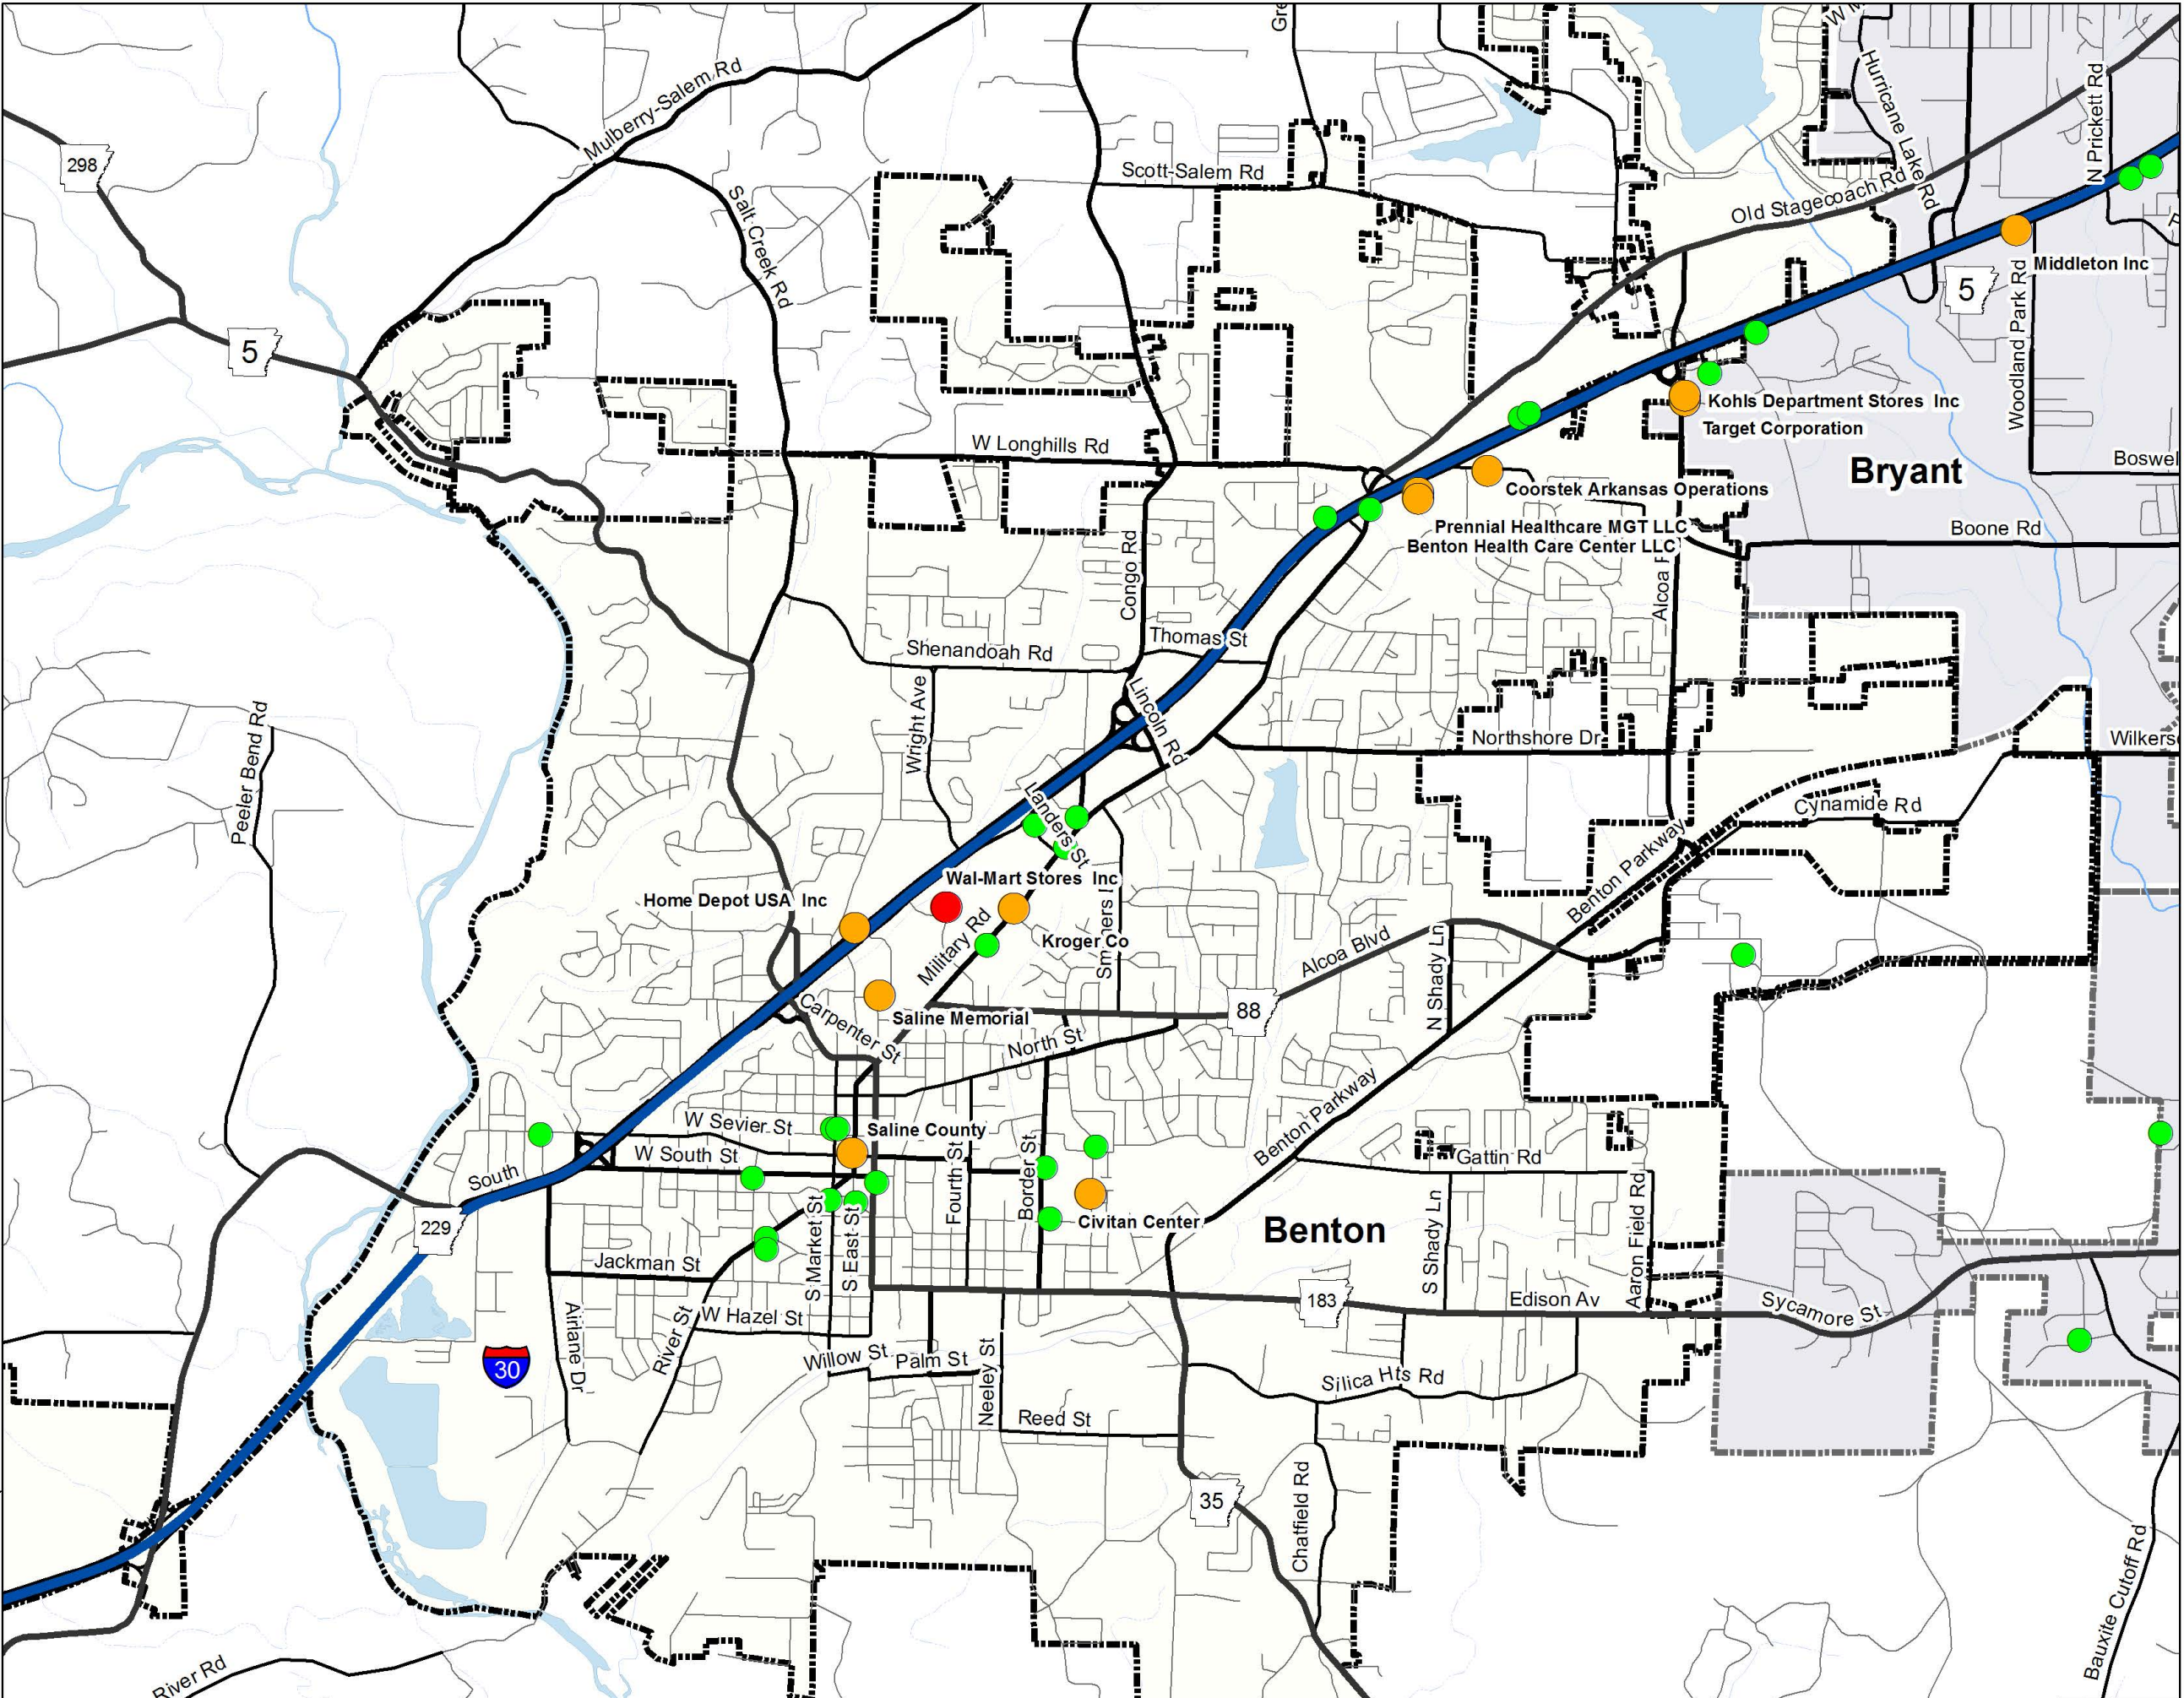 Mulberry-Salem Rd
298
Scott-Salem Rd
Gre
W M
Hurricane Lake Rd
N Prickett Rd
Old Stagecoach Rd
Salt Creek Rd
5
Middleton Inc
5
Woodland Park Rd
Kohls Department Stores Inc
Target Corporation
W Longhills Rd
Bryant
Boswel
Coorstek Arkansas Operations
Prennial Healthcare MGT LLC
Benton Health Care Center LLC
Boone Rd
Congo Rd
Alcoa R
Thomas St
Shenandoah Rd
Wright Ave
Lincoln Rd
Northshore Dr
Wilkerso
Peeler Bend Rd
Landers St
Cynamide Rd
Benton Parkway
Wal-Mart Stores Inc
Home Depot USA Inc
Military Rd
Kroger Co
Alcoa Blvd
N Shady Ln
88
Carpenter St
Saline Memorial
North St
Benton Parkway
W Sevier St
Saline County
W South St
South
Fourth St
Border St
Gattin Rd
229
Civitan Center
Benton
S Shady Ln
Aaron Field Rd
Jackman St
S Market St
S East St
183
Edison Av
Sycamore St
W Hazel St
Airlane Dr
River St
30
Willow St
Palm St
Neeley St
Silica Hts Rd
Reed St
35
Chatfield Rd
Bauxite Cutoff Rd
River Rd